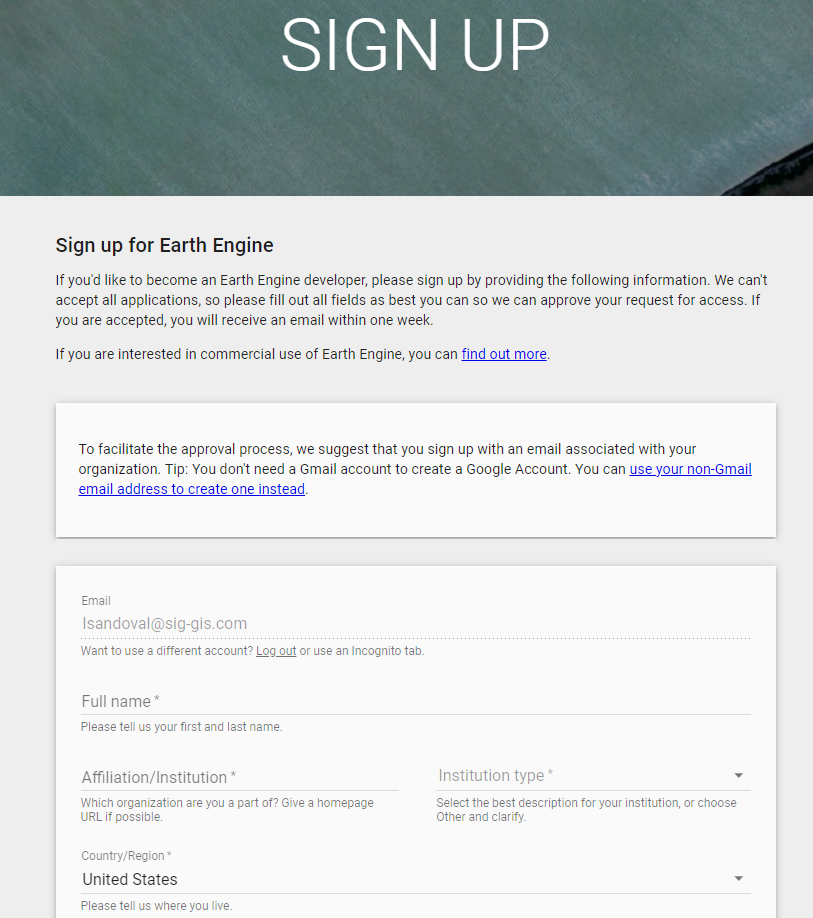 SIGN UP
Sign up for Earth Engine
If you'd like to become an Earth Engine developer, please sign up by providing the following information. We can't
accept all applications, so please fill out all fields as best you can so we can approve your request for access. If
you are accepted, you will receive an email within one week.
If you are interested in commercial use of Earth Engine, you can find out more.
To facilitate the approval process, we suggest that you sign up with an email associated with your
organization. Tip: You don't need a Gmail account to create a Google Account. You can use your non-Gmail
email address to create one instead.
Email
lsandoval@sig-gis.com
Want to use a different account? Log out or use an Incognito tab.
Full name *
Please tell us your first and last name.
Affiliation/Institution *
Institution type *
Which organization are you a part of? Give a homepage
URL if possible.
Select the best description for your institution, or choose
Other and clarify.
Country/Region *
United States
Please tell us where you live.